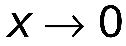 x → 0